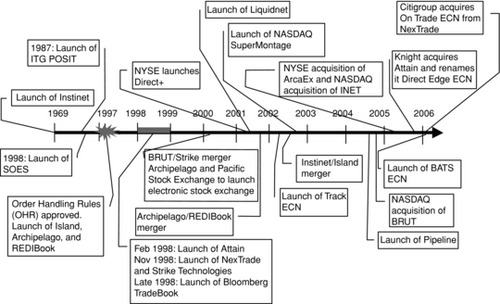 Launch of Liquidnet
Citigroup acquires
On Trade ECN from
NexTrade
Launch of NASDAQ
SuperMontage
1987: Launch of
ITG POSIT
Knight acquires
Attain and renames
it Direct Edge ECN
NYSE launches
Direct+
NYSE acquisition of
ArcaEx and NASDAQ
acquisition of INET
Launch of Instinet
1969
1997
1998
1999
2000
2001
2002
2003
2004
2005
2006
1998: Launch of
SOES
BRUT/Strike merger
Archipelago and Pacific
Stock Exchange to launch
electronic stock exchange
Instinet/Island
merger
Launch of BATS
ECN
Order Handling Rules
(OHR) approved.
Launch of Island,
Archipelago, and
REDIBook
Archipelago/REDIBook
merger
Launch of Track
ECN
NASDAQ
acquisition of
BRUT
Launch of Pipeline
Feb 1998: Launch of Attain
Nov 1998: Launch of NexTrade
and Strike Technologies
Late 1998: Launch of Bloomberg
TradeBook